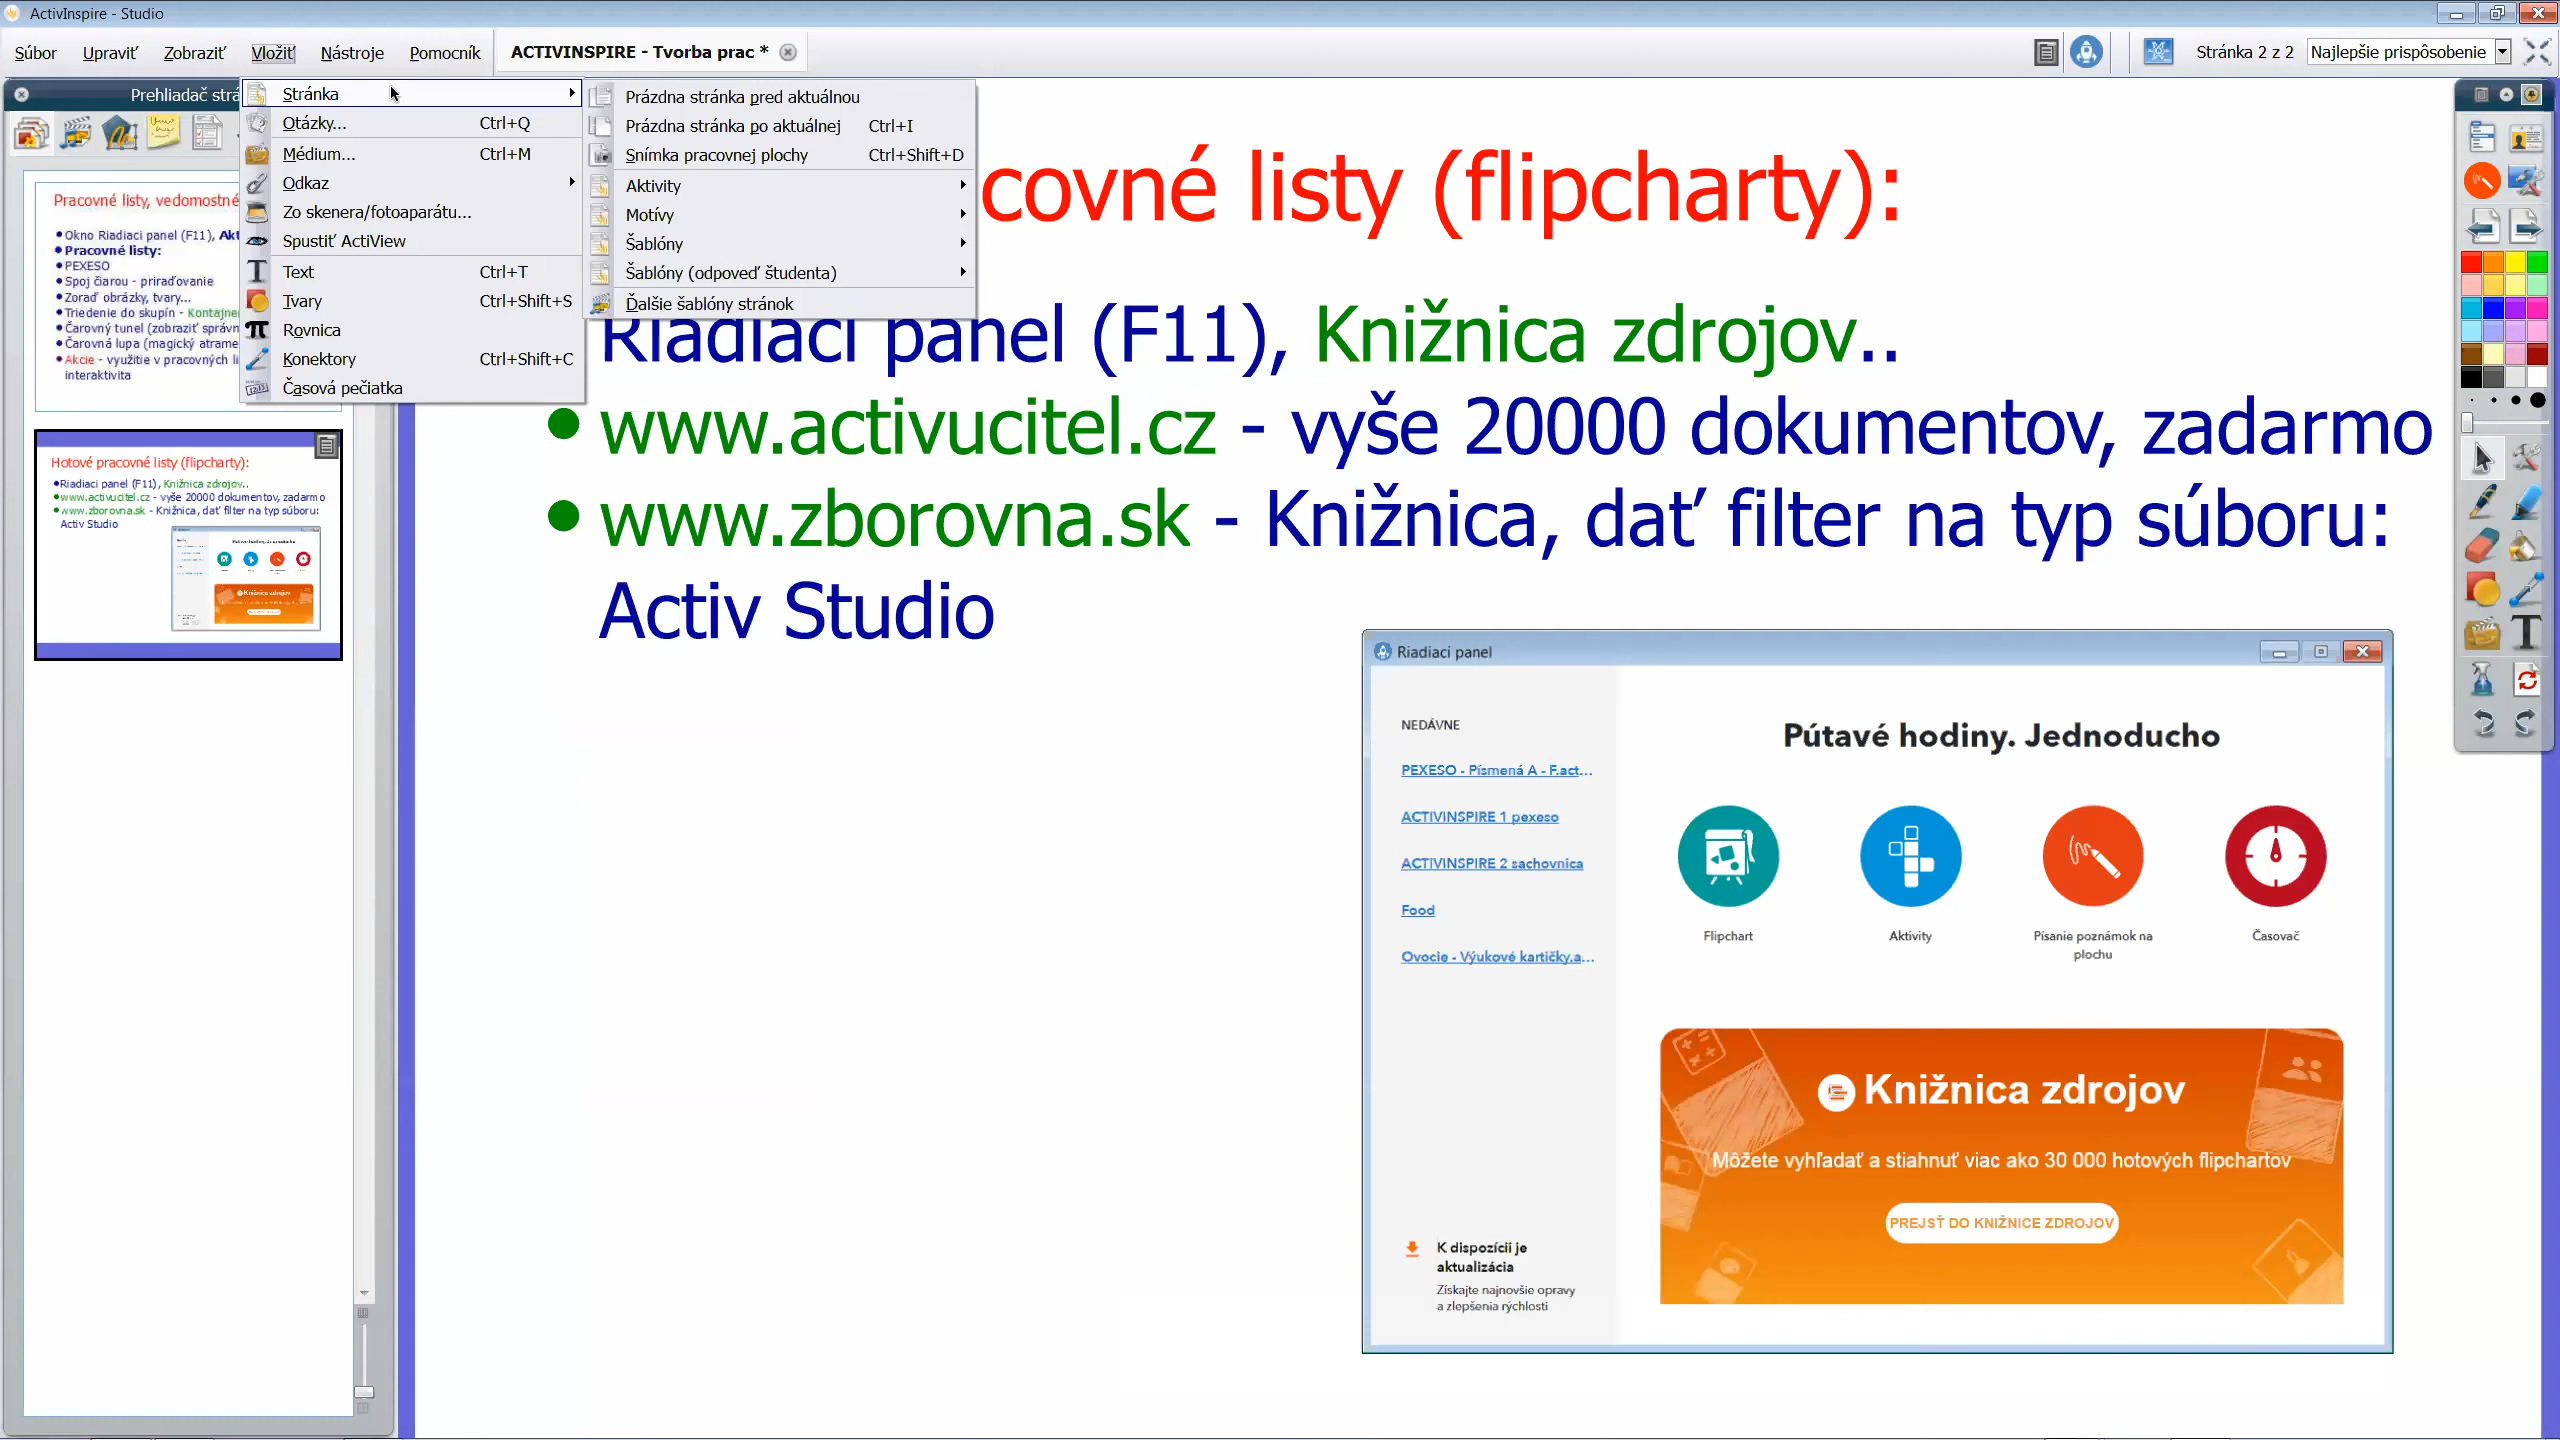 ActivInspire - Studio
Súbor Upraviť Zobraziť Vložiť Nástroje Pomocník ACTIVINSPIRE - Tvorba prac * Stránka 2 z 2 Najlepšie prispôsobenie
Prehliadač strá
Stránka
Otázky... Ctrl+Q
Médium... Ctrl+M
Odkaz
Zo skenera/fotoaparátu...
Spustiť ActiView
Text Ctrl+T
Tvary Ctrl+Shift+S
Rovnica
Konektory Ctrl+Shift+C
Časová pečiatka
Prázdna stránka pred aktuálnou
Prázdna stránka po aktuálnej Ctrl+I
Snímka pracovnej plochy Ctrl+Shift+D
Aktivity
Motívy
Šablóny
Šablóny (odpoveď študenta)
Ďalšie šablóny stránok
Pracovné listy, vedomostné
Okno Riadiaci panel (F11), Akt
Pracovné listy:
PEXESO
Spoj čiarou - priraďovanie
Zoraď obrázky, tvary...
Triedenie do skupín - Kontajne
Čarovný tunel (zobraziť správn
Čarovná lupa (magický atrame
Akcie - využitie v pracovných li
interaktivita
Hotové pracovné listy (flipcharty):
Riadiaci panel (F11), Knižnica zdrojov..
www.activucitel.cz - vyše 20000 dokumentov, zadarmo
www.zborovna.sk - Knižnica, dať filter na typ súboru:
Activ Studio
covné listy (flipcharty):
Riadiaci panel (F11), Knižnica zdrojov..
www.activucitel.cz - vyše 20000 dokumentov, zadarmo
www.zborovna.sk - Knižnica, dať filter na typ súboru:
Activ Studio
Riadiaci panel
NEDÁVNE
PEXESO - Písmená A - F.act...
ACTIVINSPIRE 1 pexeso
ACTIVINSPIRE 2 sachovnica
Food
Ovocie - Výukové kartičky.a...
K dispozícii je
aktualizácia
Získajte najnovšie opravy
a zlepšenia rýchlosti
Pútavé hodiny. Jednoducho
Flipchart Aktivity Písanie poznámok na Časovač
plochu
Knižnica zdrojov
Môžete vyhľadať a stiahnuť viac ako 30 000 hotových flipchartov
PREJSŤ DO KNIŽNICE ZDROJOV